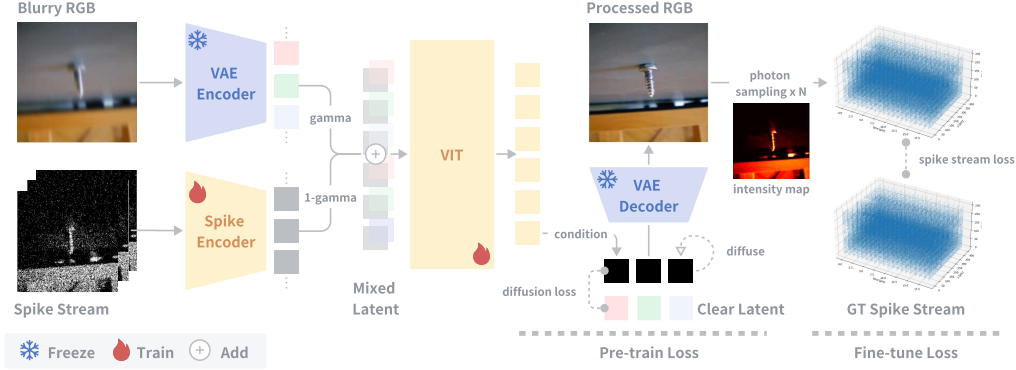 Blurry RGB
Processed RGB
VAE
Encoder
gamma
photon
sampling x N
VIT
spike stream loss
1-gamma
Spike
Encoder
VAE
Decoder
intensity map
condition
diffuse
diffusion loss
Spike Stream
Mixed
Latent
Clear Latent
GT Spike Stream
Freeze
Train
Add
Pre-train Loss
Fine-tune Loss